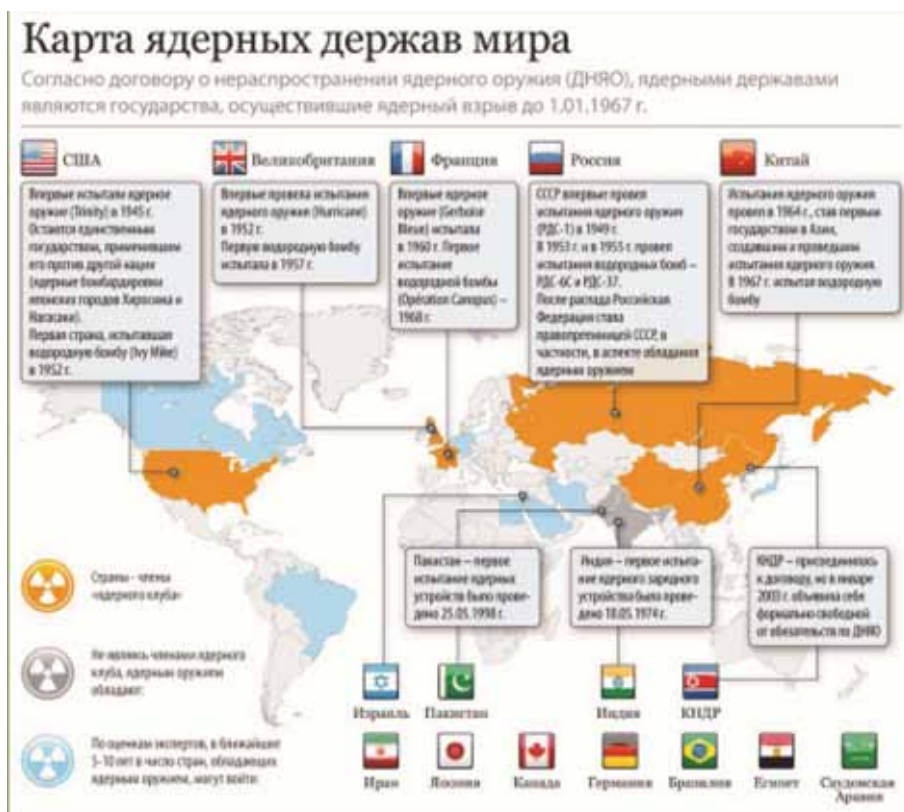 Карта ядерных держав мира
Согласно договору о нераспространении ядерного оружия (ДНЯО), ядерными державами
являются государства, осуществившие ядерный взрыв до 1.01.1967 г.
США
Впервые испытали ядерное
оружие (Trinity) в 1945 г.
Остается единственным
государством, применившим
его против другой нации
(ядерные бомбардировки
японских городов Хиросима и
Нагасаки).
Первая страна, испытавшая
водородную бомбу (Ivy Mike)
в 1952 г.
Великобритания
Впервые провела испытания
ядерного оружия (Hurricane)
в 1952 г.
Первую водородную бомбу
испытала в 1957 г.
Франция
Впервые ядерное
оружие (Gerboise
Bleue) испытала
в 1960 г. Первое
испытание
водородной бомбы
(Opération Canopus) –
1968 г.
Россия
СССР впервые провел
испытания ядерного оружия
(РДС-1) в 1949 г.
В 1953 г. и в 1955 г. провел
испытания водородных бомб –
РДС-6С и РДС-37.
После распада Российская
Федерация стала
правопреемницей СССР, в
частности, в аспекте обладания
ядерным оружием
Китай
Испытания ядерного оружия
провел в 1964 г., став первым
государством в Азии,
создавшим и проведшим
испытания ядерного оружия.
В 1967 г. испытал водородную
бомбу
Пакистан – первое
испытание ядерных
устройств было прове-
дено 25.05.1998 г.
Индия – первое испыта-
ние ядерного зарядного
устройства было прове-
дено 18.05.1974 г.
КНДР – присоединилась
к договору, но в январе
2003 г. объявила себя
формально свободной
от обязательств по ДНЯО
Страны - члены
«ядерного клуба»
Не являясь членами ядерного
клуба, ядерным оружием
обладают:
Израиль
Пакистан
Индия
КНДР
По оценкам экспертов, в ближайшие
5-10 лет в число стран, обладающих
ядерным оружием, могут войти:
Иран
Япония
Канада
Германия
Бразилия
Египет
Саудовская
Аравия